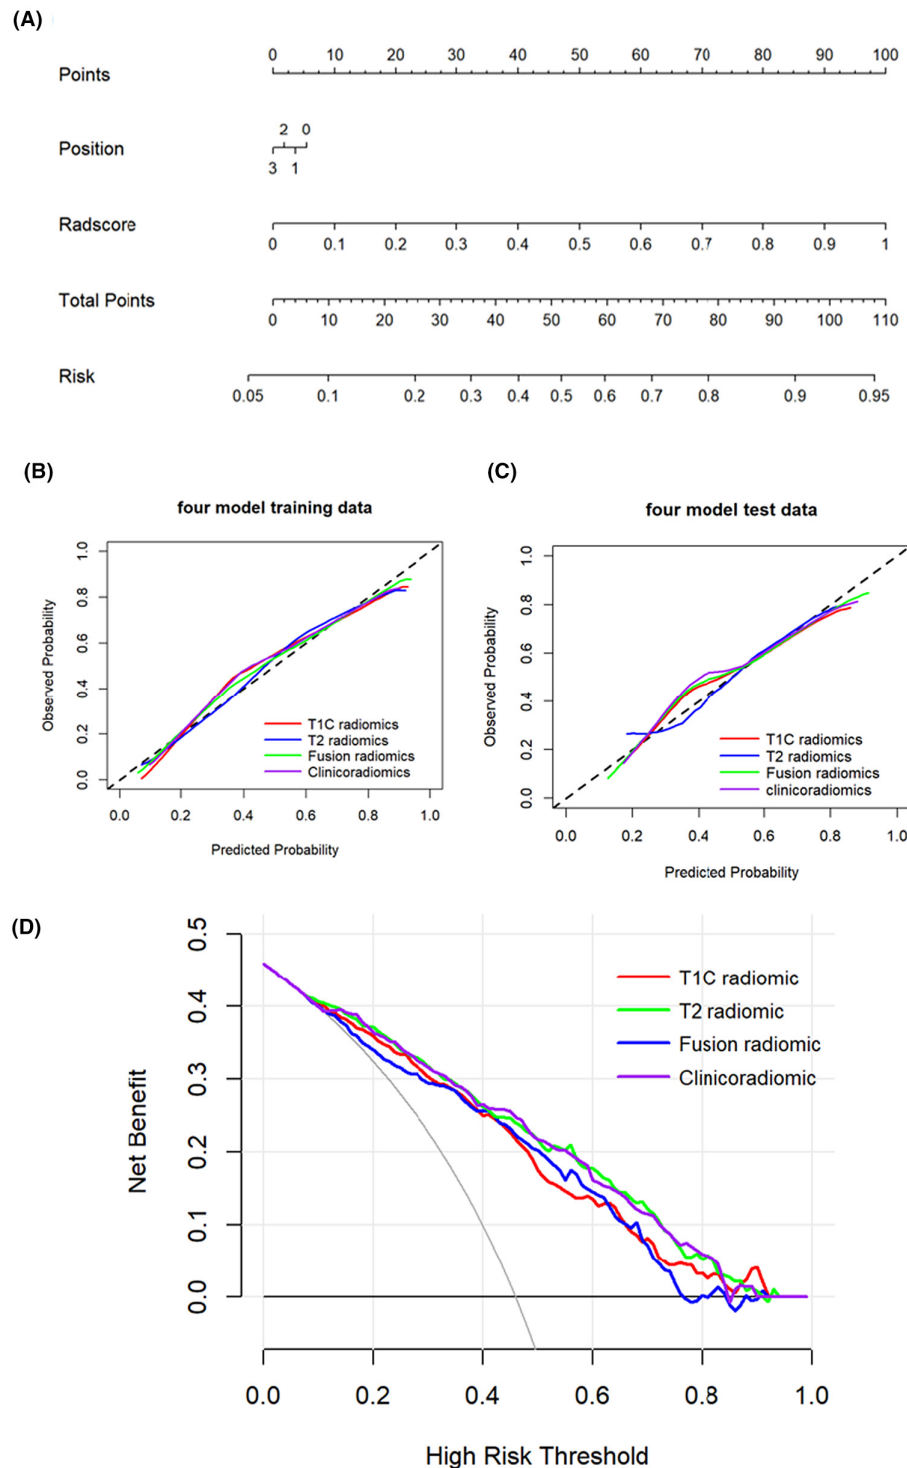 (A)
0 10 20 30 40 50 60 70 80 90 100
Points
2 0
Position
3 1
Radscore
0 0.1 0.2 0.3 0.4 0.5 0.6 0.7 0.8 0.9 1
Total Points
0 10 20 30 40 50 60 70 80 90 100 110
Risk
0.05 0.1 0.2 0.3 0.4 0.5 0.6 0.7 0.8 0.9 0.95
(B)
four model training data
Observed Probability
1.0
0.8
0.6
0.4
0.2
0.0
T1C radiomics
T2 radiomics
Fusion radiomics
Clinicoradiomics
0.0 0.2 0.4 0.6 0.8 1.0
Predicted Probability
(C)
four model test data
Observed Probability
1.0
0.8
0.6
0.4
0.2
0.0
T1C radiomics
T2 radiomics
Fusion radiomics
clinicoradiomics
0.0 0.2 0.4 0.6 0.8 1.0
Predicted Probability
(D)
Net Benefit
0.5
0.4
0.3
0.2
0.1
0.0
T1C radiomic
T2 radiomic
Fusion radiomic
Clinicoradiomic
0.0 0.2 0.4 0.6 0.8 1.0
High Risk Threshold